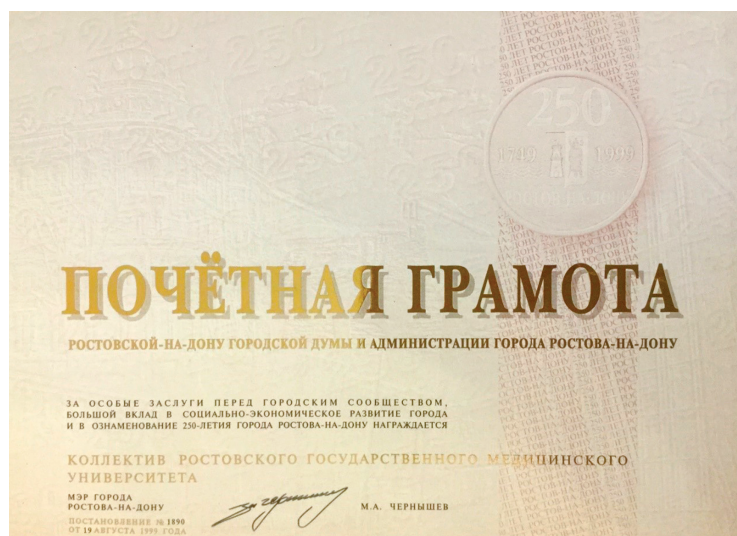 250
1749 1999
ПОЧЁТНАЯ ГРАМОТА
РОСТОВСКОЙ-НА-ДОНУ ГОРОДСКОЙ ДУМЫ И АДМИНИСТРАЦИИ ГОРОДА РОСТОВА-НА-ДОНУ
ЗА ОСОБЫЕ ЗАСЛУГИ ПЕРЕД ГОРОДСКИМ СООБЩЕСТВОМ,
БОЛЬШОЙ ВКЛАД В СОЦИАЛЬНО-ЭКОНОМИЧЕСКОЕ РАЗВИТИЕ ГОРОДА
И В ОЗНАМЕНОВАНИЕ 250-ЛЕТИЯ ГОРОДА РОСТОВА-НА-ДОНУ НАГРАЖДАЕТСЯ
КОЛЛЕКТИВ РОСТОВСКОГО ГОСУДАРСТВЕННОГО МЕДИЦИНСКОГО
УНИВЕРСИТЕТА
МЭР ГОРОДА
РОСТОВА-НА-ДОНУ
М.А. ЧЕРНЫШЕВ
ПОСТАНОВЛЕНИЕ № 1890
ОТ 19 АВГУСТА 1999 ГОДА